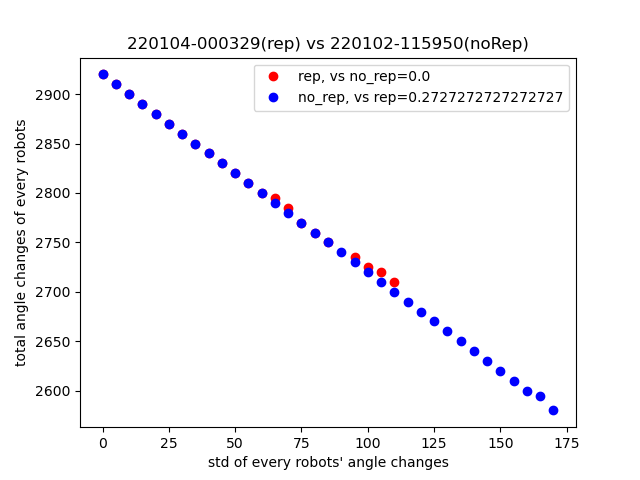 220104-000329(rep) vs 220102-115950(noRep)
rep, vs no_rep=0.0
no_rep, vs rep=0.2727272727272727
total angle changes of every robots
2900
2850
2800
2750
2700
2650
2600
0 25 50 75 100 125 150 175
std of every robots' angle changes